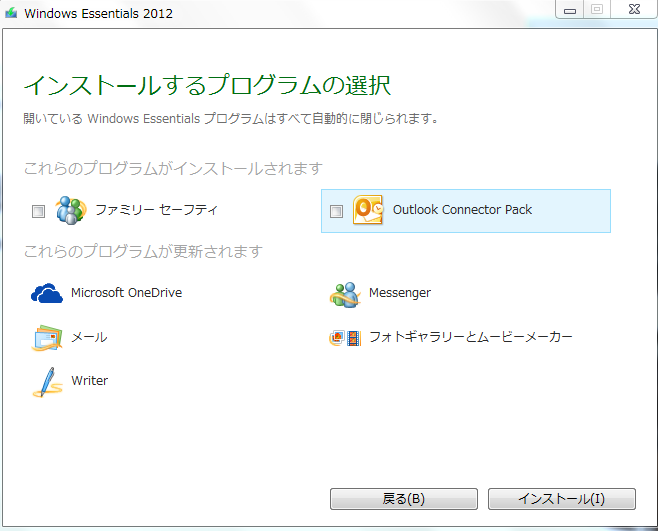 Windows Essentials 2012
インストールするプログラムの選択
開いている Windows Essentials プログラムはすべて自動的に閉じられます。
これらのプログラムがインストールされます
ファミリー セーフティ
Outlook Connector Pack
これらのプログラムが更新されます
Microsoft OneDrive
Messenger
メール
フォトギャラリーとムービーメーカー
Writer
戻る(B)
インストール(I)